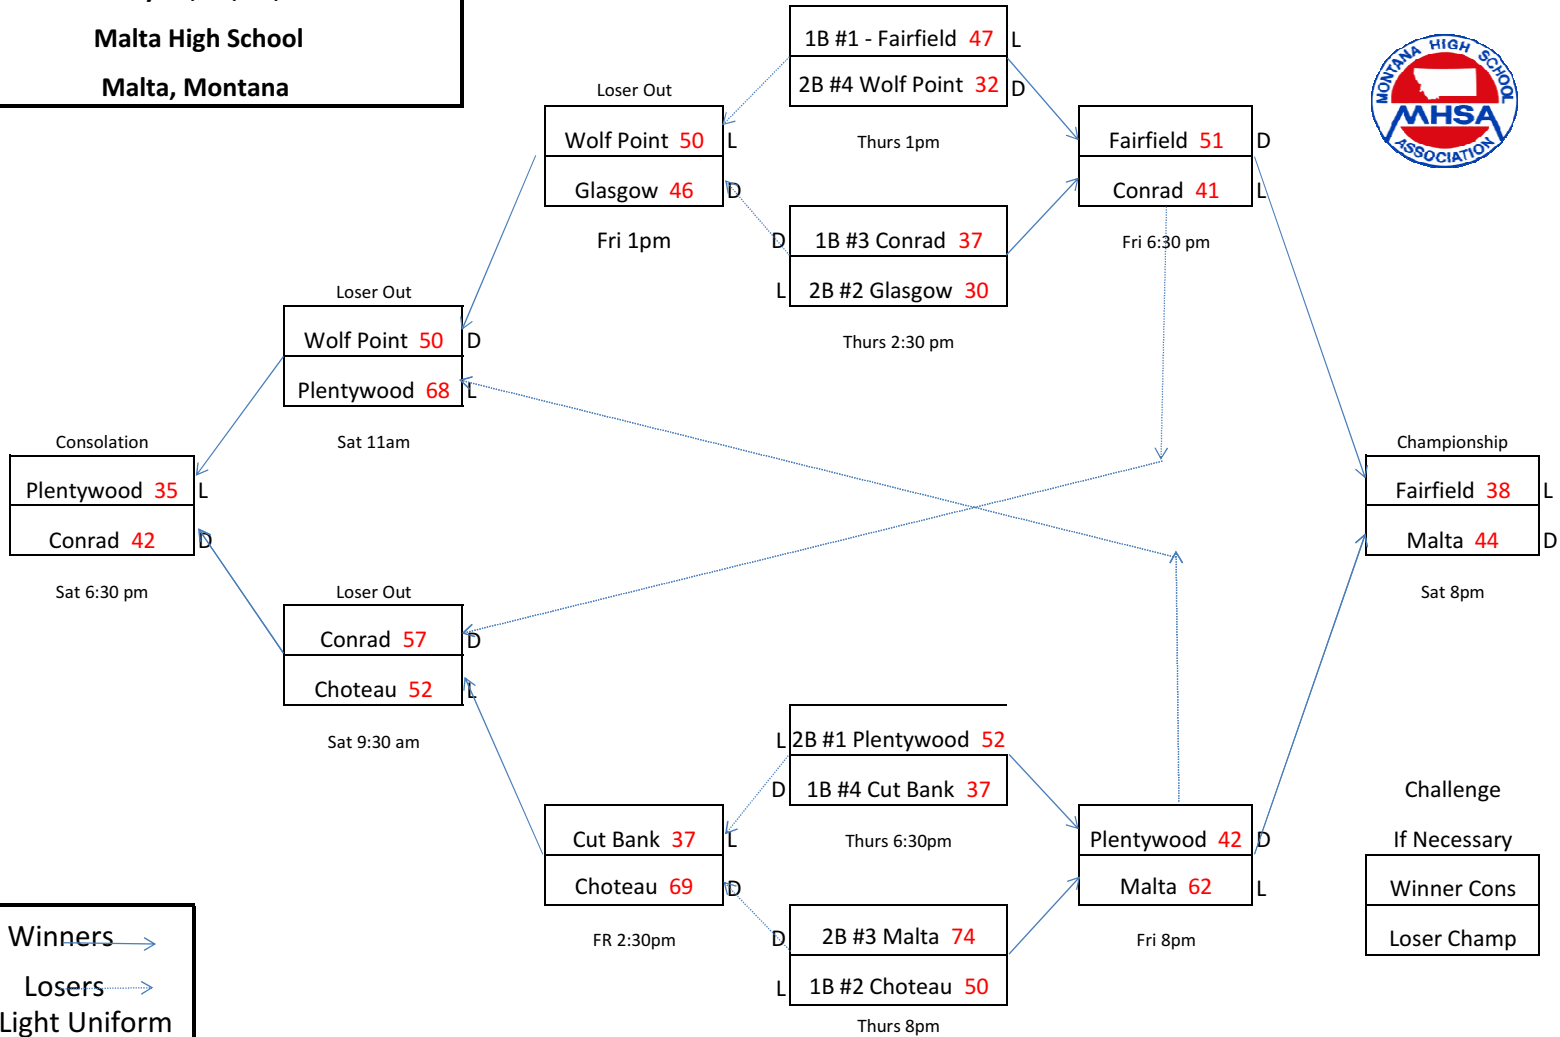 Malta High School
Malta, Montana
1B #1 - Fairfield 47 L
2B #4 Wolf Point 32 D
Thurs 1pm
MONTANA HIGH SCHOOL
MHSA
ASSOCIATION
Loser Out
Wolf Point 50 L
Glasgow 46 D
Fri 1pm
Fairfield 51 D
Conrad 41 L
Fri 6:30 pm
D 1B #3 Conrad 37
L 2B #2 Glasgow 30
Thurs 2:30 pm
Loser Out
Wolf Point 50 D
Plentywood 68 L
Sat 11am
Consolation
Plentywood 35 L
Conrad 42 D
Sat 6:30 pm
Championship
Fairfield 38 L
Malta 44 D
Sat 8pm
Loser Out
Conrad 57 D
Choteau 52 L
Sat 9:30 am
L 2B #1 Plentywood 52
D 1B #4 Cut Bank 37
Thurs 6:30pm
Cut Bank 37 L
Choteau 69 D
FR 2:30pm
Plentywood 42 D
Malta 62 L
Fri 8pm
D 2B #3 Malta 74
L 1B #2 Choteau 50
Thurs 8pm
Challenge
If Necessary
Winner Cons
Loser Champ
Winners
Losers
Light Uniform